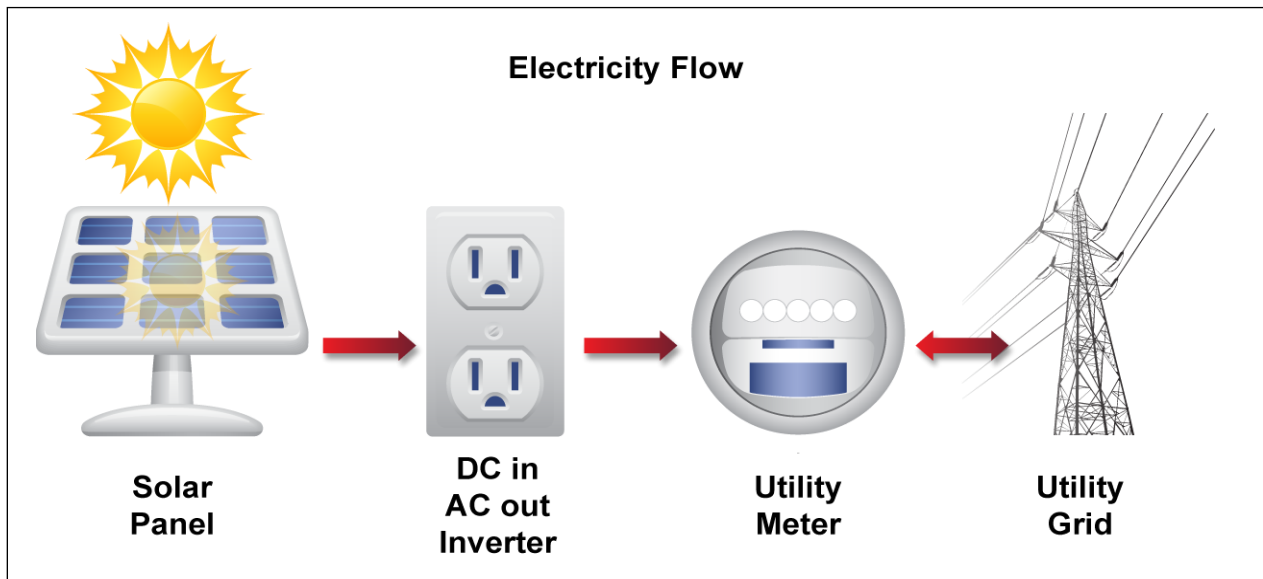 Electricity Flow
Solar
Panel
DC in
AC out
Inverter
Utility
Meter
Utility
Grid